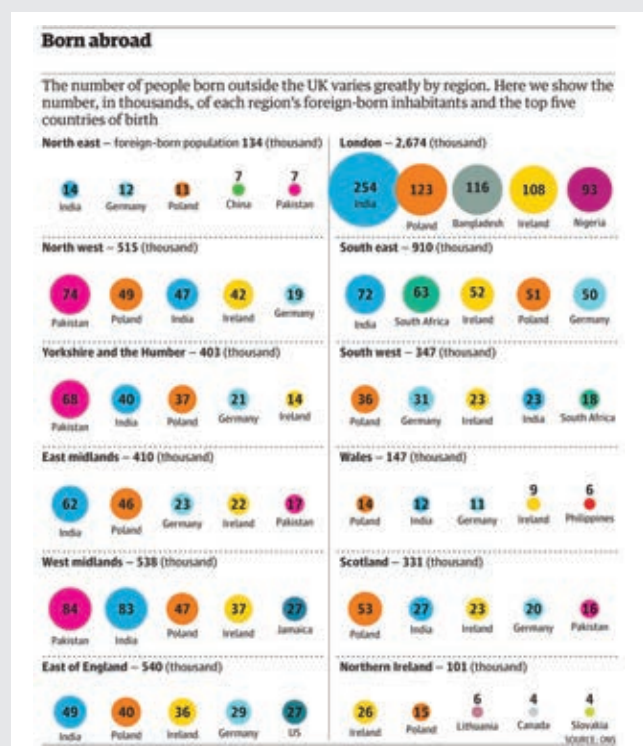 Born abroad
The number of people born outside the UK varies greatly by region. Here we show the
number, in thousands, of each region's foreign-born inhabitants and the top five
countries of birth
North east – foreign-born population 134 (thousand)
14 12 11 7 7
India Germany Poland China Pakistan
North west – 515 (thousand)
74 49 47 42 19
Pakistan Poland India Ireland Germany
Yorkshire and the Humber – 403 (thousand)
68 40 37 21 14
Pakistan India Poland Germany Ireland
East midlands – 410 (thousand)
62 46 23 22 17
India Poland Germany Ireland Pakistan
West midlands – 538 (thousand)
84 83 47 37 27
Pakistan India Poland Ireland Jamaica
East of England – 540 (thousand)
49 40 36 29 27
India Poland Ireland Germany US
London – 2,674 (thousand)
254 123 116 108 93
India Poland Bangladesh Ireland Nigeria
South east – 910 (thousand)
72 63 52 51 50
India South Africa Ireland Poland Germany
South west – 347 (thousand)
36 31 23 23 18
Poland Germany Ireland India South Africa
Wales – 147 (thousand)
14 12 11 9 6
Poland India Germany Ireland Philippines
Scotland – 331 (thousand)
53 27 23 20 16
Poland India Ireland Germany Pakistan
Northern Ireland – 101 (thousand)
26 15 6 4 4
Ireland Poland Lithuania Canada Slovakia
SOURCE: ONS